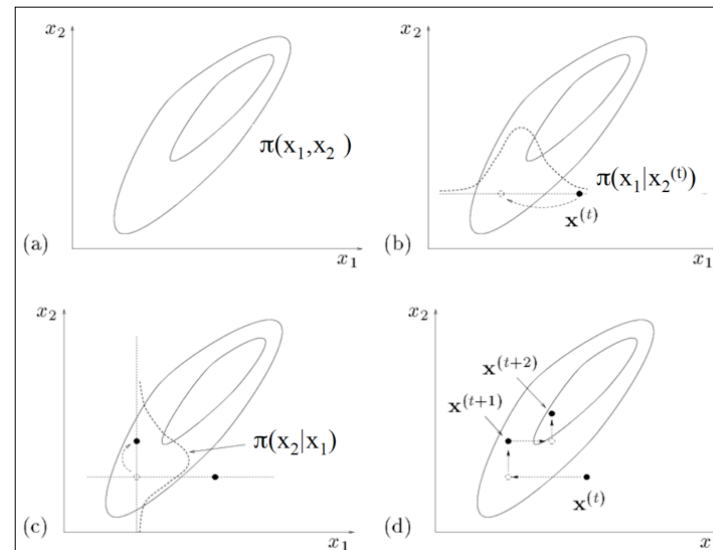 x₂
π(x₁,x₂ )
(a)
x₁
x₂
π(x₁|x₂⁽ᵗ⁾)
x⁽ᵗ⁾
(b)
x₁
x₂
π(x₂|x₁)
(c)
x₁
x₂
x⁽ᵗ⁺²⁾
x⁽ᵗ⁺¹⁾
x⁽ᵗ⁾
(d)
x